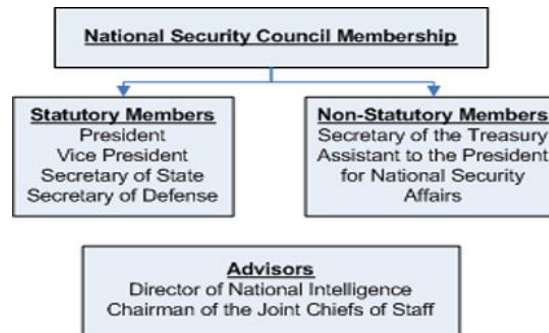 National Security Council Membership
Statutory Members
President
Vice President
Secretary of State
Secretary of Defense
Non-Statutory Members
Secretary of the Treasury
Assistant to the President
for National Security
Affairs
Advisors
Director of National Intelligence
Chairman of the Joint Chiefs of Staff